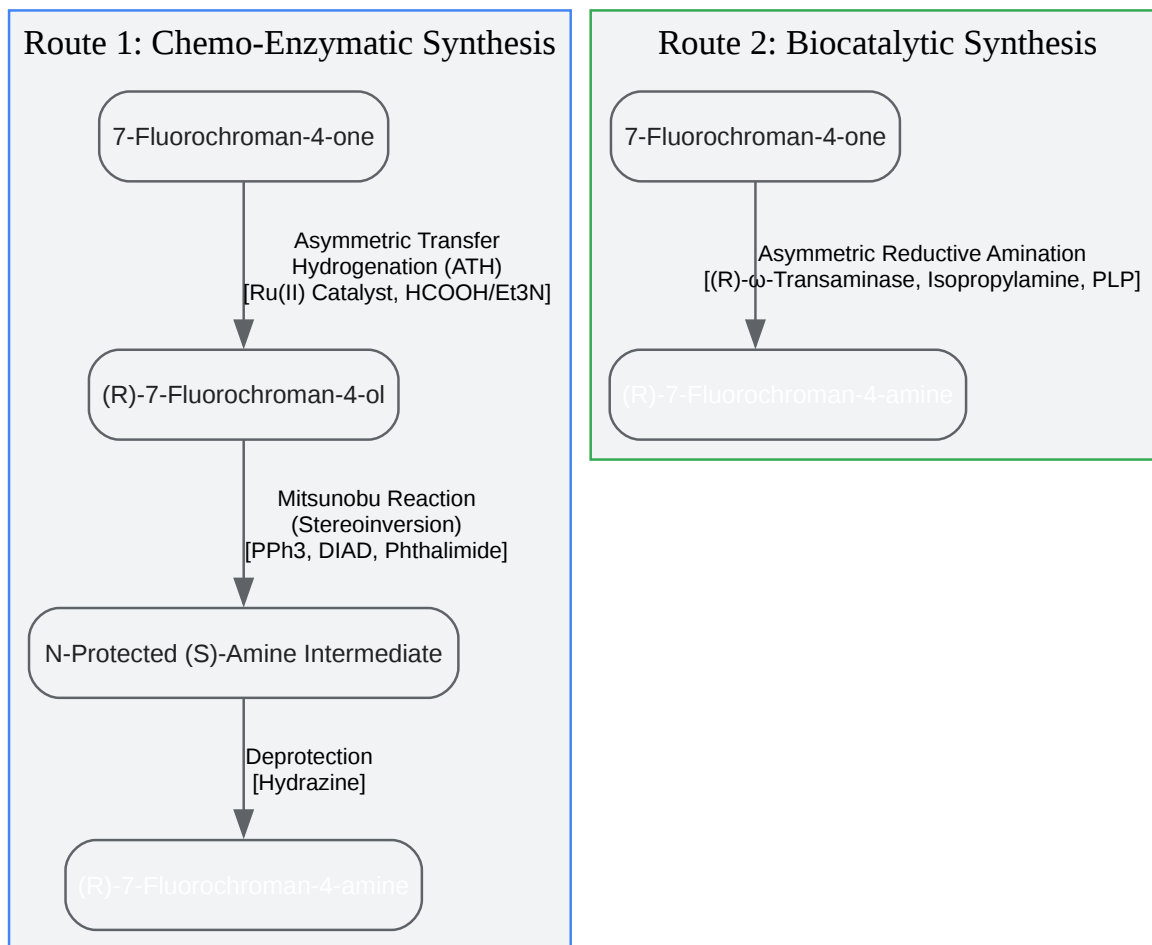 Route 1: Chemo-Enzymatic Synthesis
7-Fluorochroman-4-one
Asymmetric Transfer
Hydrogenation (ATH)
[Ru(II) Catalyst, HCOOH/Et3N]
(R)-7-Fluorochroman-4-ol
Mitsunobu Reaction
(Stereoinversion)
[PPh3, DIAD, Phthalimide]
N-Protected (S)-Amine Intermediate
Deprotection
[Hydrazine]
(R)-7-Fluorochroman-4-amine
Route 2: Biocatalytic Synthesis
7-Fluorochroman-4-one
Asymmetric Reductive Amination
[(R)-ω-Transaminase, Isopropylamine, PLP]
(R)-7-Fluorochroman-4-amine